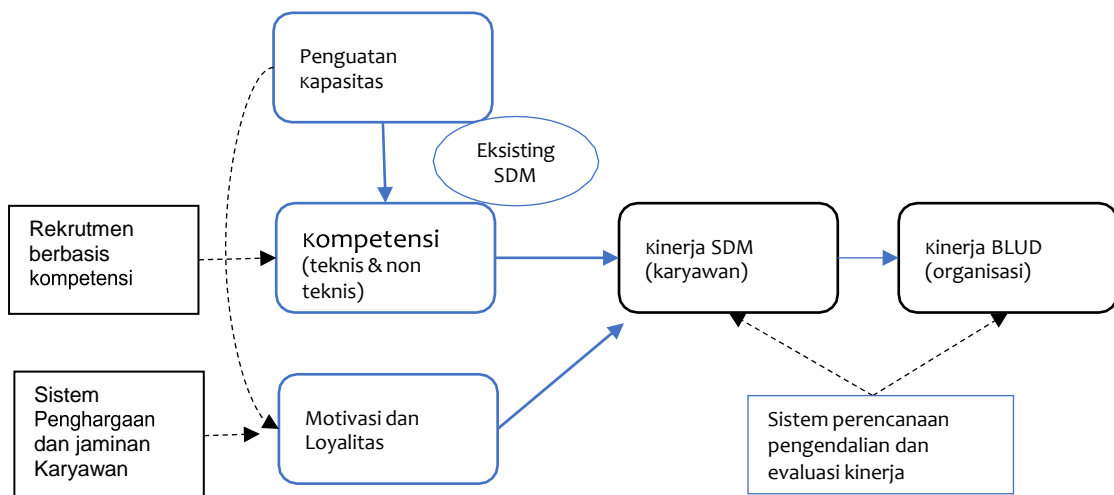 Penguatan
Kapasitas
Eksisting
SDM
Rekrutmen
berbasis
kompetensi
Kompetensi
(teknis & non
teknis)
Kinerja SDM
(karyawan)
Kinerja BLUD
(organisasi)
Sistem
Penghargaan
dan jaminan
Karyawan
Motivasi dan
Loyalitas
Sistem perencanaan
pengendalian dan
evaluasi kinerja